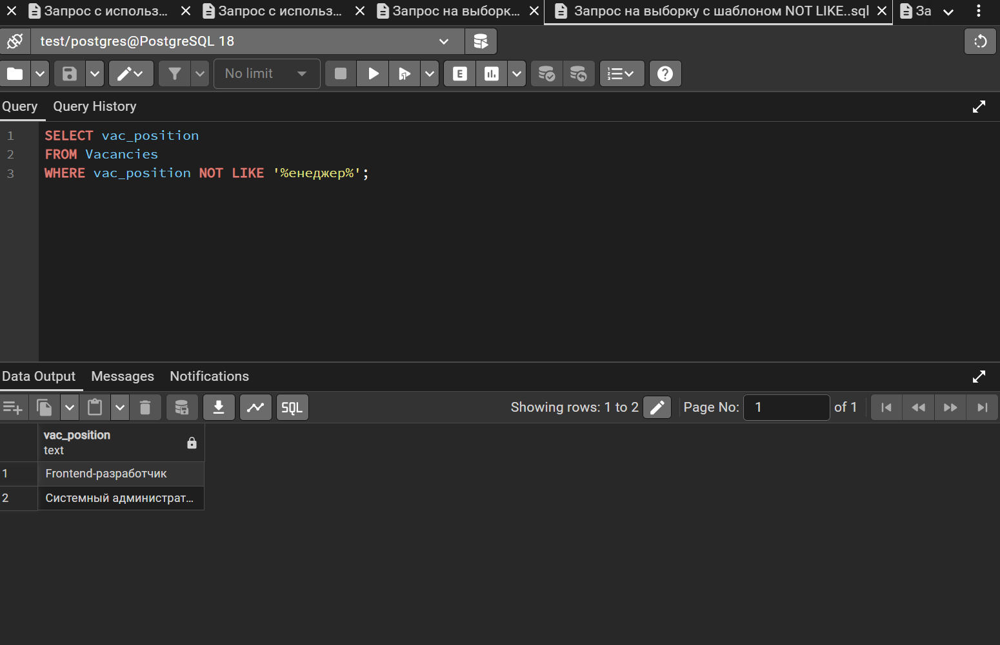 Запрос с использ...
Запрос с использ...
Запрос на выборк...
Запрос на выборку с шаблоном NOT LIKE..sql
За
test/postgres@PostgreSQL 18
No limit
E
Query Query History
1 SELECT vac_position
2 FROM Vacancies
3 WHERE vac_position NOT LIKE '%енеджер%';
Data Output Messages Notifications
SQL Showing rows: 1 to 2 Page No: 1 of 1
vac_position
text
1 Frontend-разработчик
2 Системный администрат...